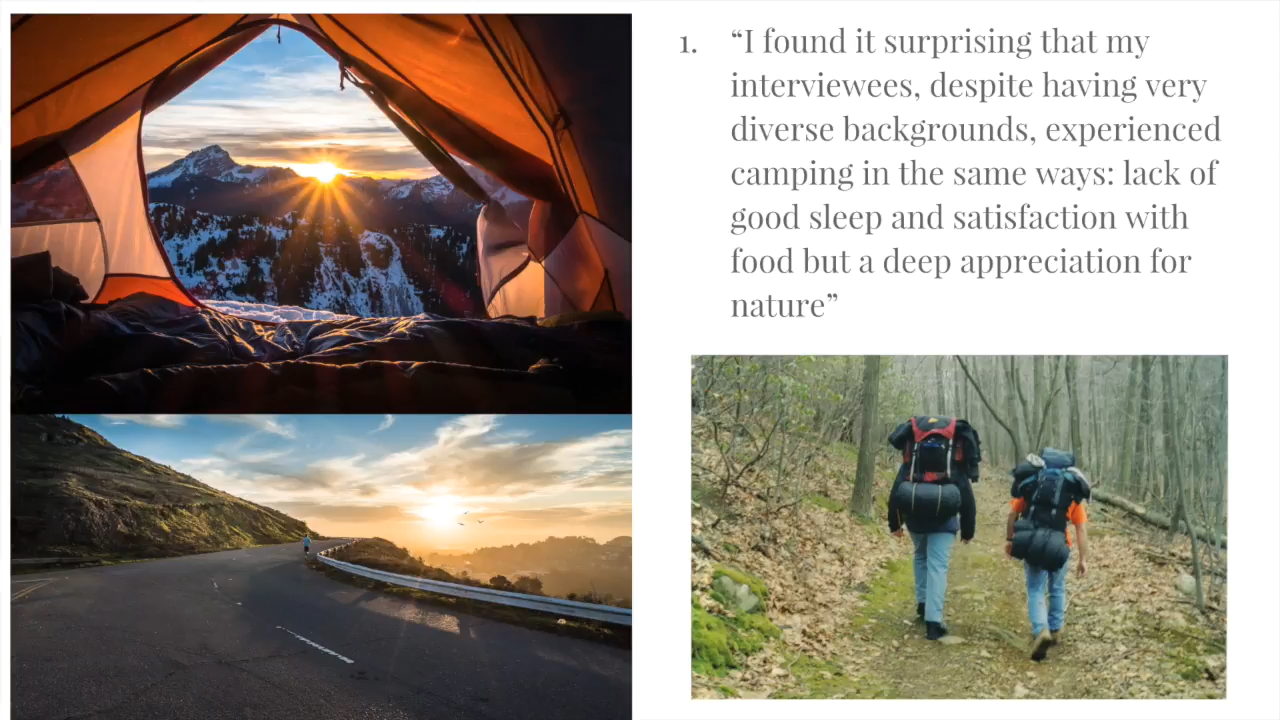 1. “I found it surprising that my
interviewees, despite having very
diverse backgrounds, experienced
camping in the same ways: lack of
good sleep and satisfaction with
food but a deep appreciation for
nature”